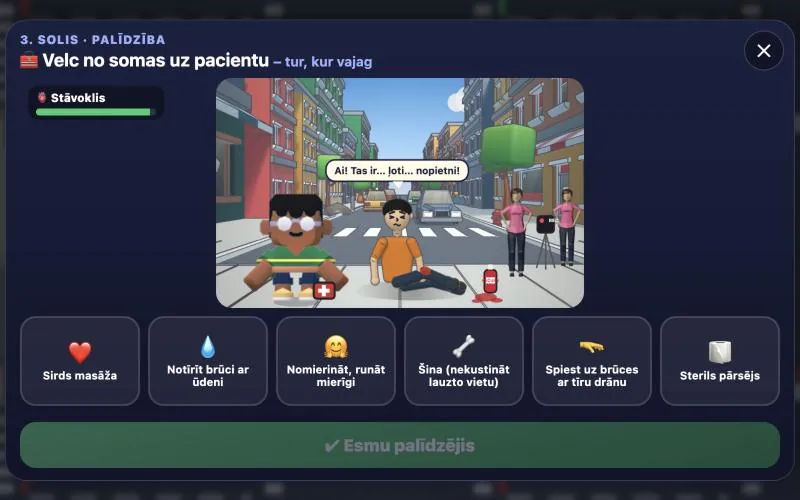 3. SOLIS · PALĪDZĪBA
Velc no somas uz pacientu – tur, kur vajag
Stāvoklis
Ai! Tas ir... ļoti... nopietni!
Sirds masāža
Notīrīt brūci ar
ūdeni
Nomierināt, runāt
mierīgi
Šina (nekustināt
lauzto vietu)
Spiest uz brūces
ar tīru drānu
Sterils pārsējs
✔ Esmu palīdzējis